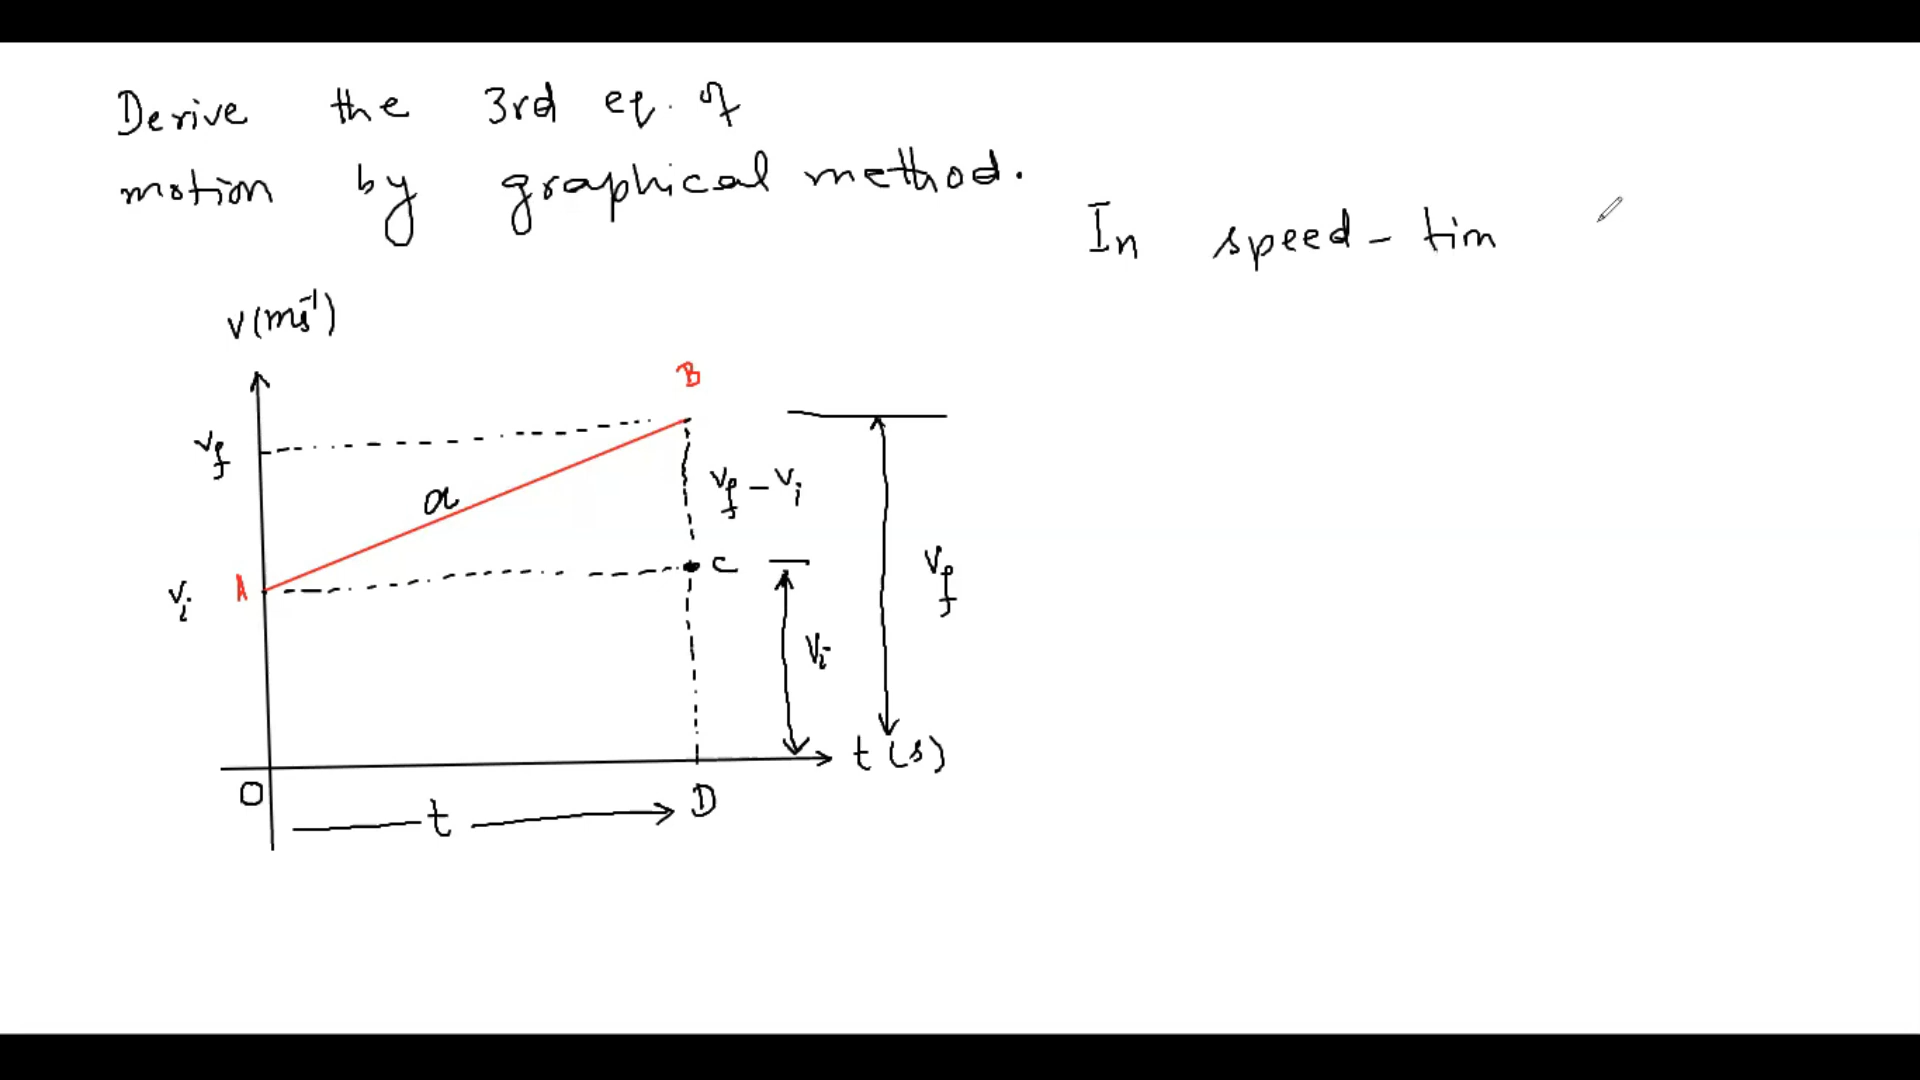 Derive the 3rd eq. of
motion by graphical method.
In speed - tim
v(ms⁻¹)
B
vf
vf - vi
a
C
vf
A
vi
vi
t(s)
O
D
t